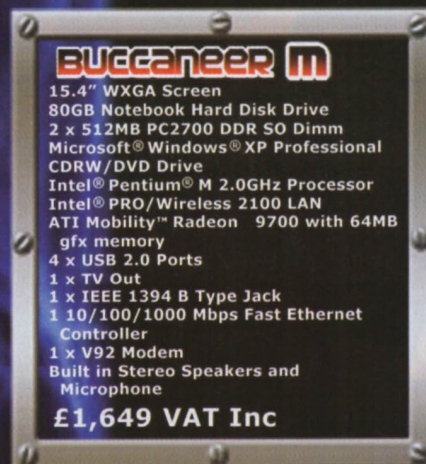 BUCCANEER M
15.4" WXGA Screen
80GB Notebook Hard Disk Drive
2 x 512MB PC2700 DDR SO Dimm
Microsoft® Windows® XP Professional
CDRW/DVD Drive
Intel® Pentium® M 2.0GHz Processor
Intel® PRO/Wireless 2100 LAN
ATI Mobility™ Radeon 9700 with 64MB
gfx memory
4 x USB 2.0 Ports
1 x TV Out
1 x IEEE 1394 B Type Jack
1 10/100/1000 Mbps Fast Ethernet
Controller
1 x V92 Modem
Built in Stereo Speakers and
Microphone
£1,649 VAT Inc